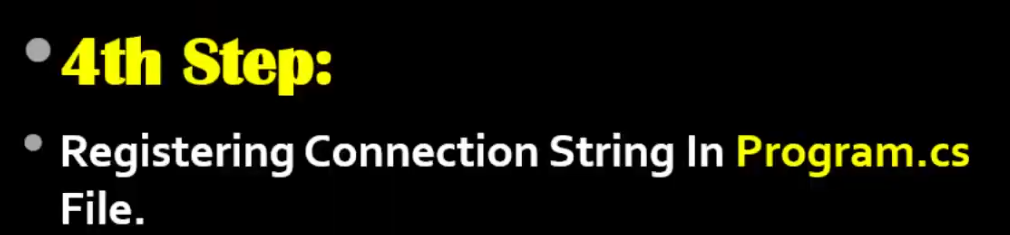 4th Step:
Registering Connection String In Program.cs
File.